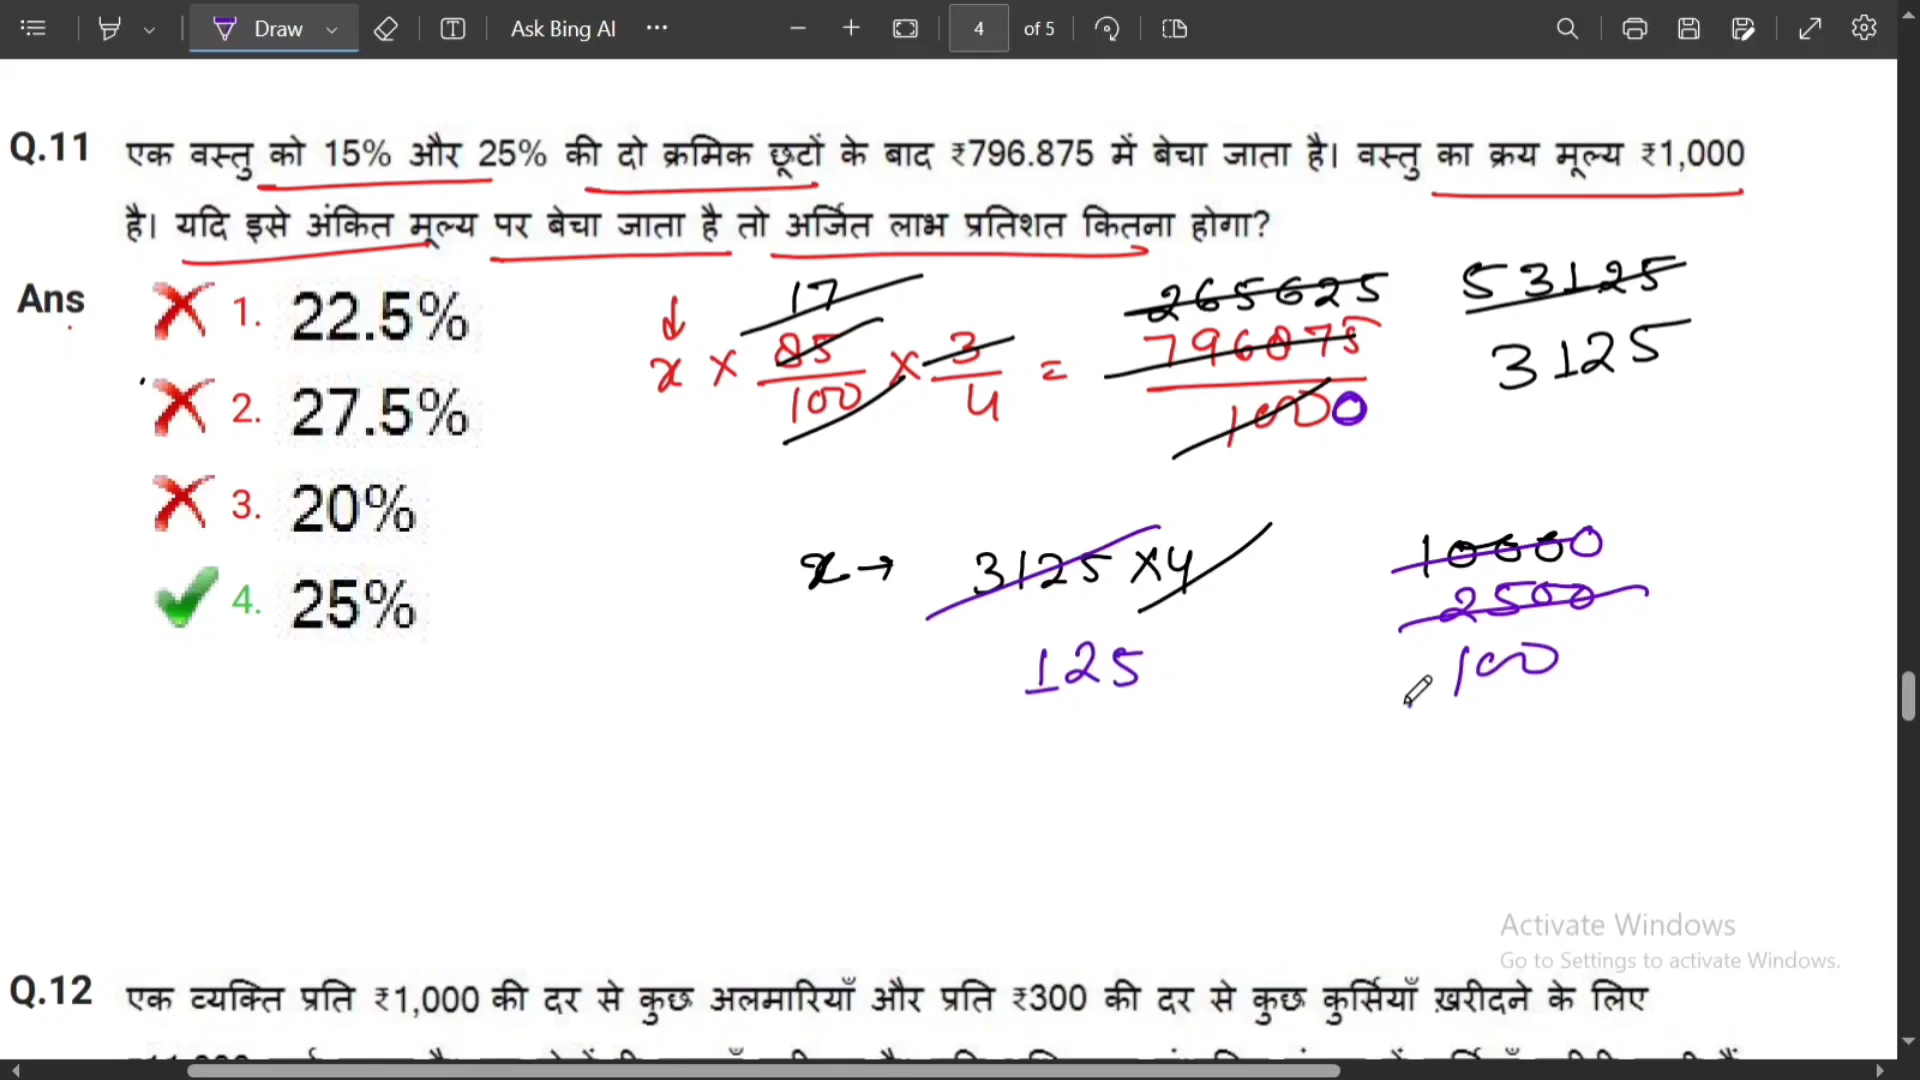 Draw
Ask Bing AI
4 of 5
Q.11 एक वस्तु को 15% और 25% की दो क्रमिक छूटों के बाद ₹796.875 में बेचा जाता है। वस्तु का क्रय मूल्य ₹1,000
है। यदि इसे अंकित मूल्य पर बेचा जाता है तो अर्जित लाभ प्रतिशत कितना होगा?
Ans
1. 22.5%
2. 27.5%
3. 20%
4. 25%
17
265625
53125
x × 85/100 × 3/4 = 796875/10000
3125
x → 3125 × 4
10000
2500
125
100
Activate Windows
Go to Settings to activate Windows.
Q.12 एक व्यक्ति प्रति ₹1,000 की दर से कुछ अलमारियाँ और प्रति ₹300 की दर से कुछ कुर्सियाँ ख़रीदने के लिए